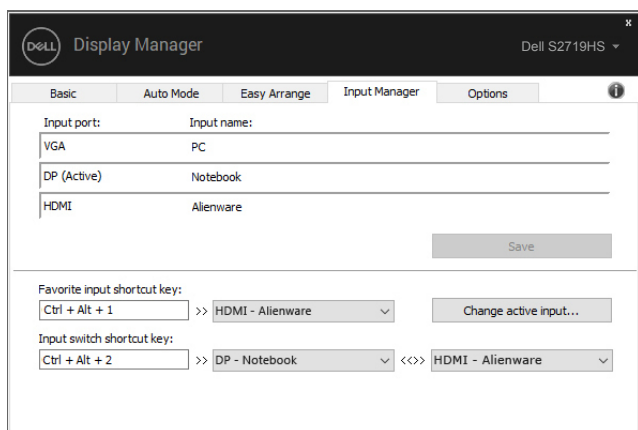 x
DELL Display Manager Dell S2719HS
Basic Auto Mode Easy Arrange Input Manager Options i
Input port: Input name:
VGA PC
DP (Active) Notebook
HDMI Alienware
Save
Favorite input shortcut key:
Ctrl + Alt + 1 >> HDMI - Alienware Change active input...
Input switch shortcut key:
Ctrl + Alt + 2 >> DP - Notebook <<>> HDMI - Alienware